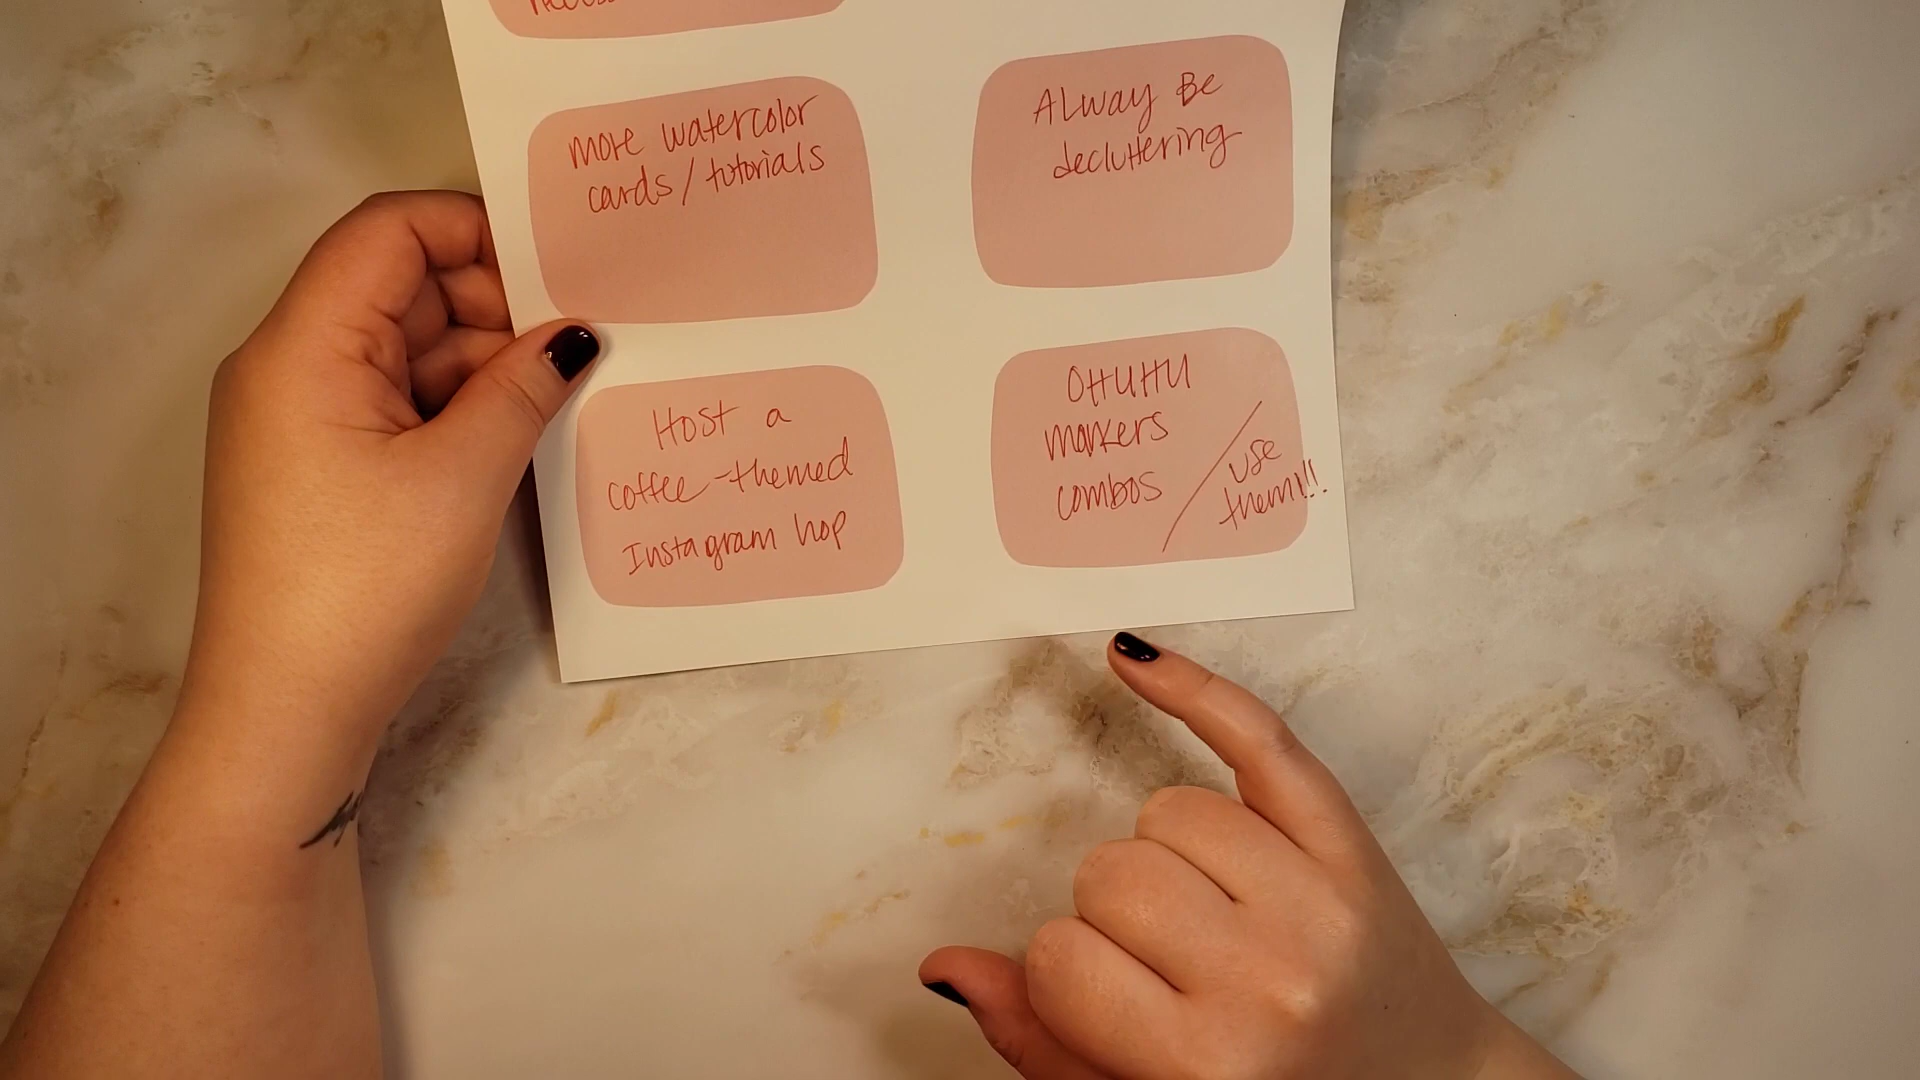 more watercolor
cards / tutorials
Alway Be
decluttering
Host a
coffee-themed
Instagram hop
OHUHU
markers
combos / use
them!!!